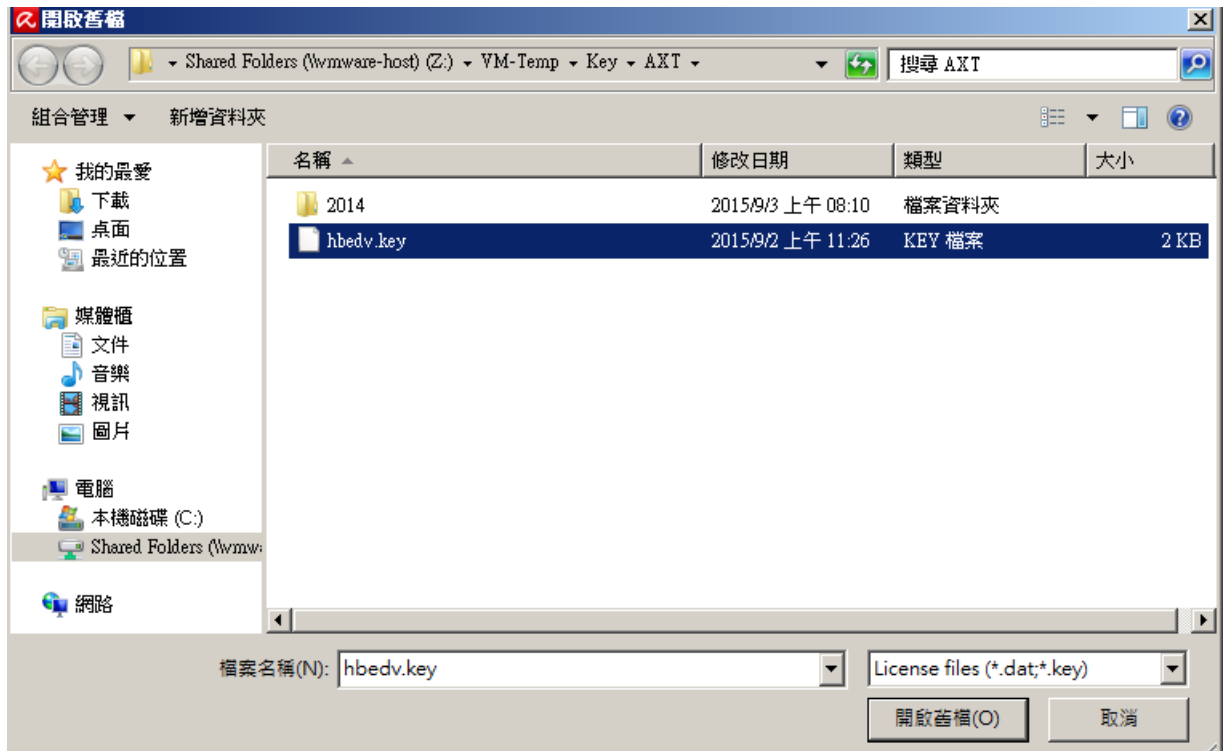 開啟舊檔
Shared Folders (\\vmware-host) (Z:) VM-Temp Key AXT
搜尋 AXT
組合管理 新增資料夾
我的最愛
下載
桌面
最近的位置
媒體櫃
文件
音樂
視訊
圖片
電腦
本機磁碟 (C:)
Shared Folders (\\vmw
網路
名稱 修改日期 類型 大小
2014 2015/9/3 上午 08:10 檔案資料夾
hbedv.key 2015/9/2 上午 11:26 KEY 檔案 2 KB
檔案名稱(N): hbedv.key License files (*.dat;*.key)
開啟舊檔(O) 取消